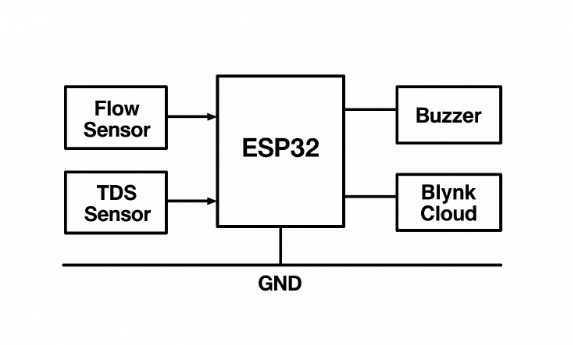 Flow
Sensor
TDS
Sensor
ESP32
Buzzer
Blynk
Cloud
GND